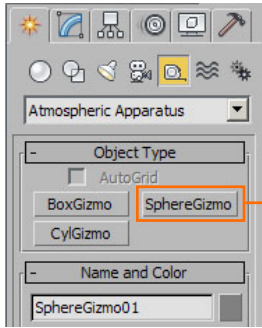 Atmospheric Apparatus
- Object Type
AutoGrid
BoxGizmo SphereGizmo
CylGizmo
- Name and Color
SphereGizmo01